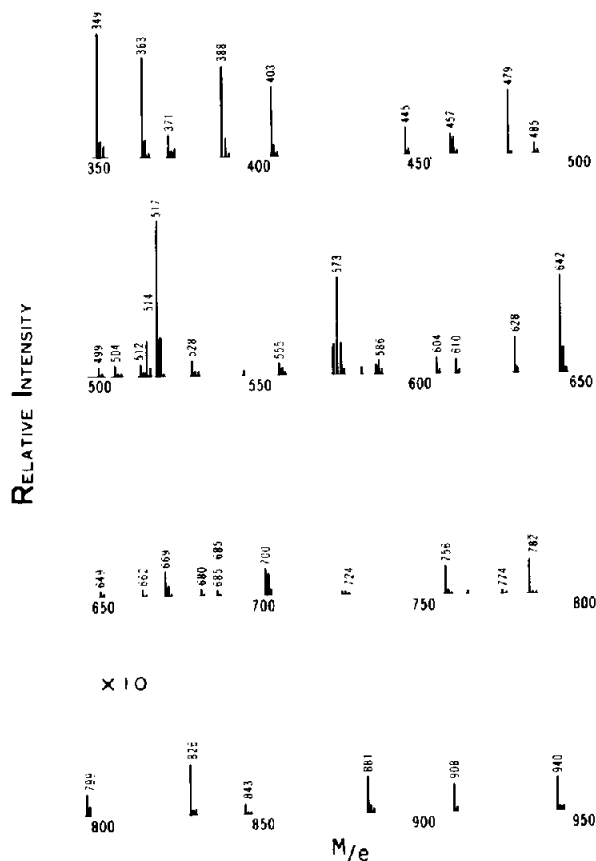 349 363 371 388 403 445 457 479 485
350 400 450 500
517
499 504 512 514 528 555 573 586 604 610 628 642
500 550 600 650
RELATIVE INTENSITY
649 662 669 680 685 685 700 724 756 774 782
650 700 750 800
×10
799 826 843 881 908 940
800 850 900 950
M/e